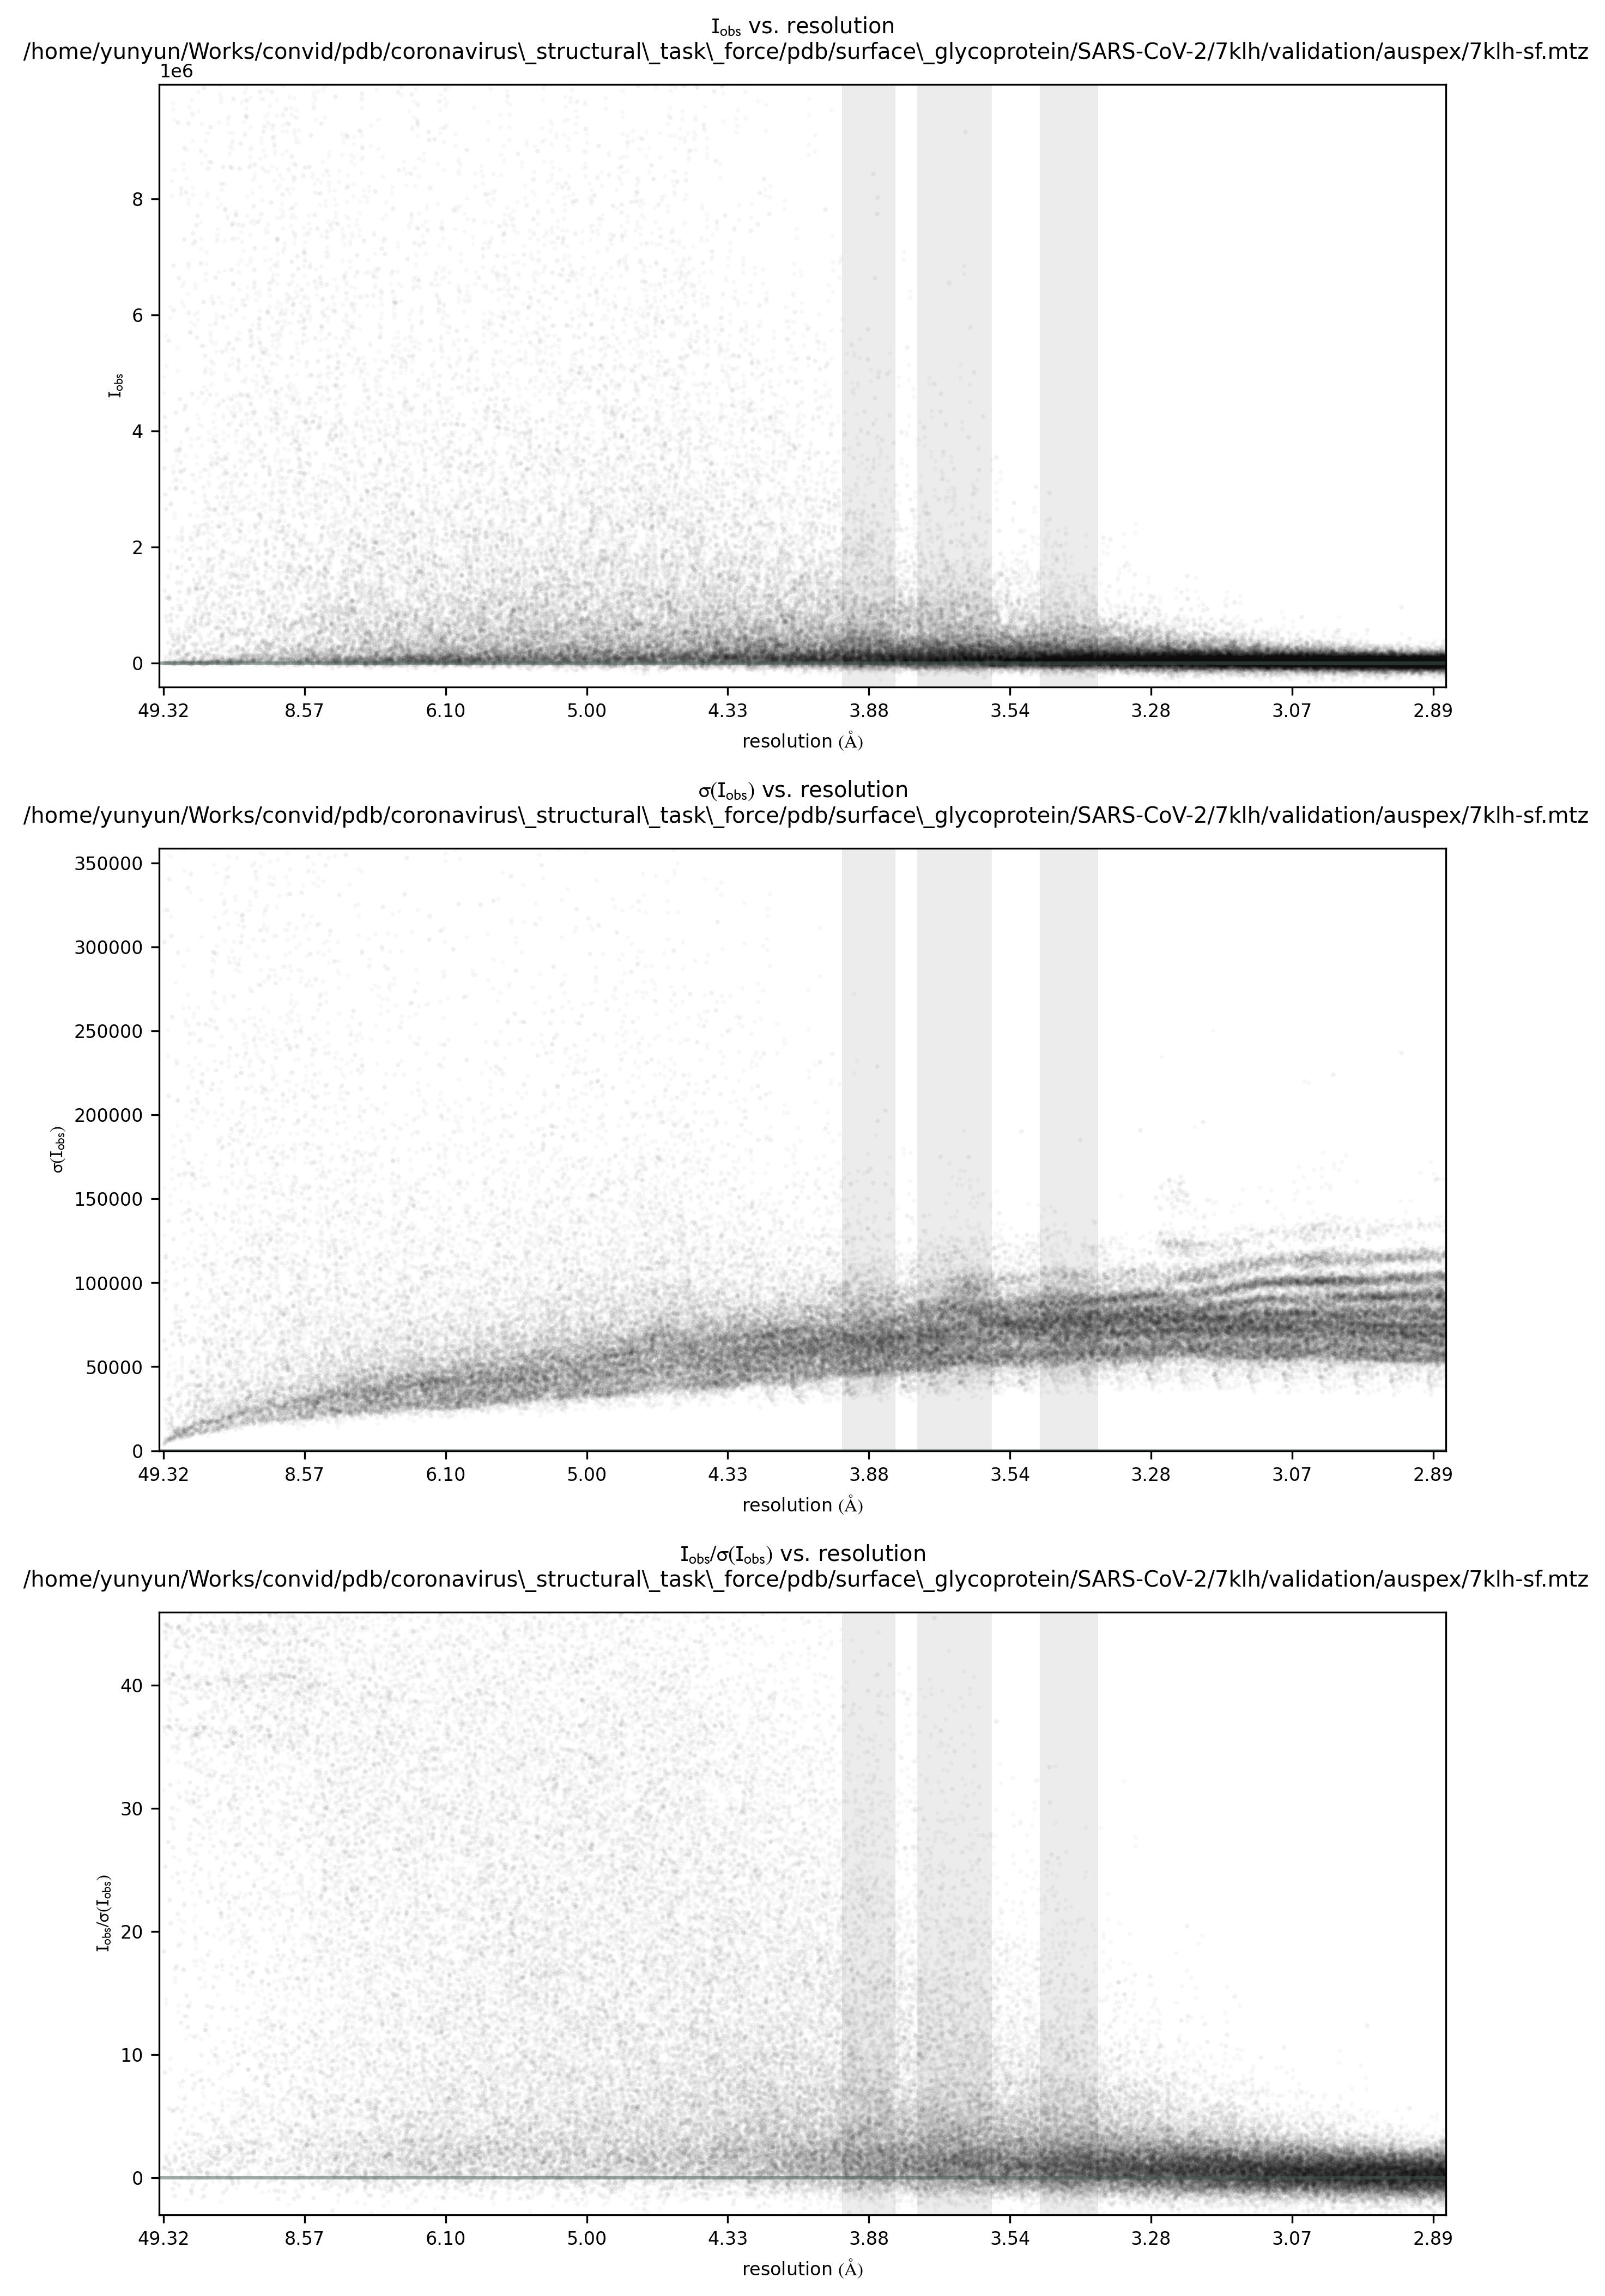 Iobs vs. resolution
/home/yunyun/Works/convid/pdb/coronavirus\_structural\_task\_force/pdb/surface\_glycoprotein/SARS-CoV-2/7klh/validation/auspex/7klh-sf.mtz
1e6
8
6
4
2
0
Iobs
49.32 8.57 6.10 5.00 4.33 3.88 3.54 3.28 3.07 2.89
resolution (Å)
σ(Iobs) vs. resolution
/home/yunyun/Works/convid/pdb/coronavirus\_structural\_task\_force/pdb/surface\_glycoprotein/SARS-CoV-2/7klh/validation/auspex/7klh-sf.mtz
350000
300000
250000
200000
150000
100000
50000
0
σ(Iobs)
49.32 8.57 6.10 5.00 4.33 3.88 3.54 3.28 3.07 2.89
resolution (Å)
Iobs/σ(Iobs) vs. resolution
/home/yunyun/Works/convid/pdb/coronavirus\_structural\_task\_force/pdb/surface\_glycoprotein/SARS-CoV-2/7klh/validation/auspex/7klh-sf.mtz
40
30
20
10
0
Iobs/σ(Iobs)
49.32 8.57 6.10 5.00 4.33 3.88 3.54 3.28 3.07 2.89
resolution (Å)